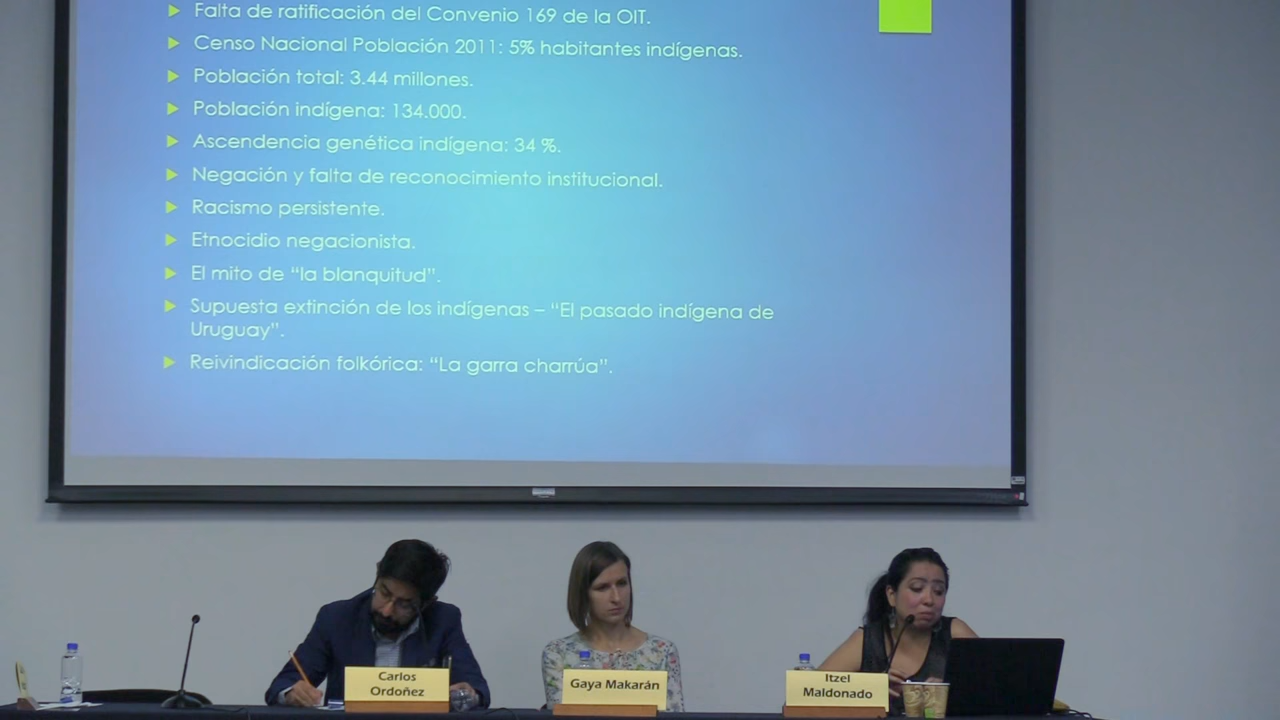 Falta de ratificación del Convenio 169 de la OIT.
Censo Nacional Población 2011: 5% habitantes indígenas.
Población total: 3.44 millones.
Población indígena: 134.000.
Ascendencia genética indígena: 34 %.
Negación y falta de reconocimiento institucional.
Racismo persistente.
Etnocidio negacionista.
El mito de “la blanquitud”.
Supuesta extinción de los indígenas – “El pasado indígena de
Uruguay”.
Reivindicación folkórica: “La garra charrúa”.
Carlos
Ordoñez
Gaya Makarán
Itzel
Maldonado